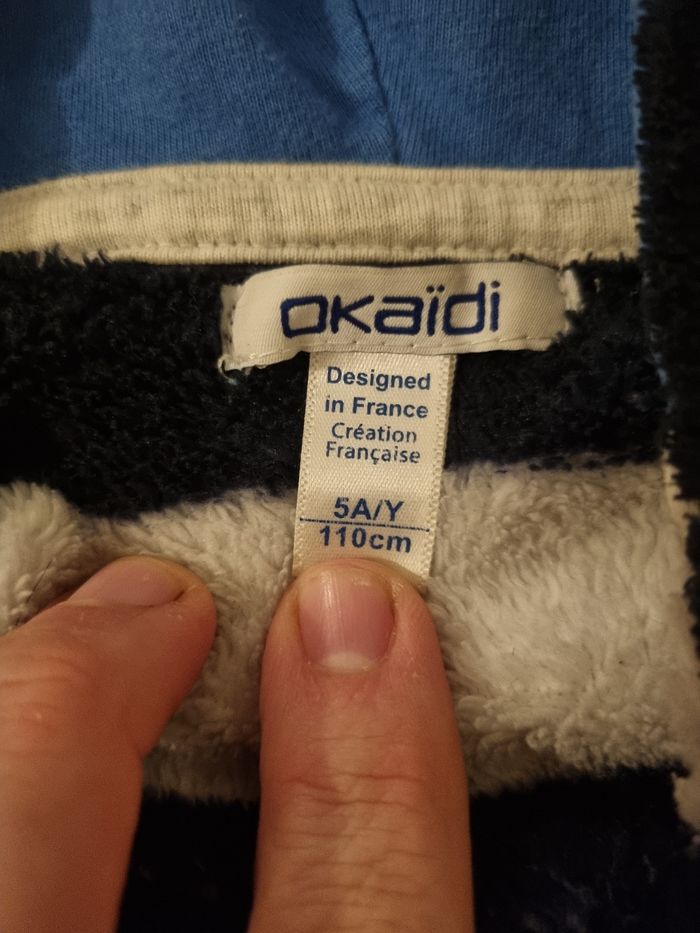 okaïdi
Designed
in France
Création
Française
5A/Y
110cm